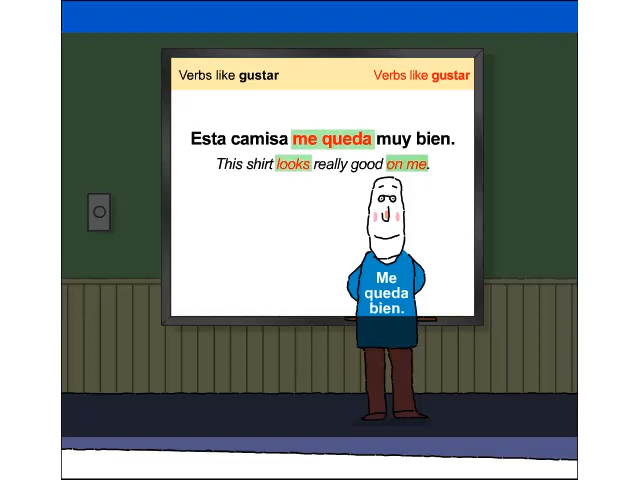 Verbs like gustar
Verbs like gustar
Esta camisa me queda muy bien.
This shirt looks really good on me.
Me
queda
bien.